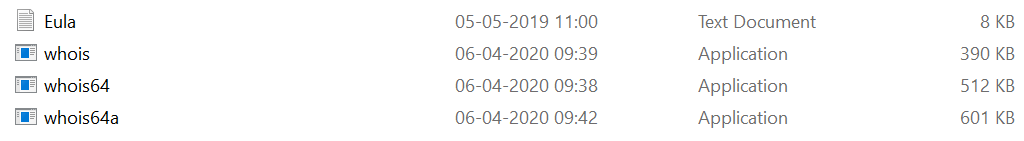 Eula 05-05-2019 11:00 Text Document 8 KB
whois 06-04-2020 09:39 Application 390 KB
whois64 06-04-2020 09:38 Application 512 KB
whois64a 06-04-2020 09:42 Application 601 KB